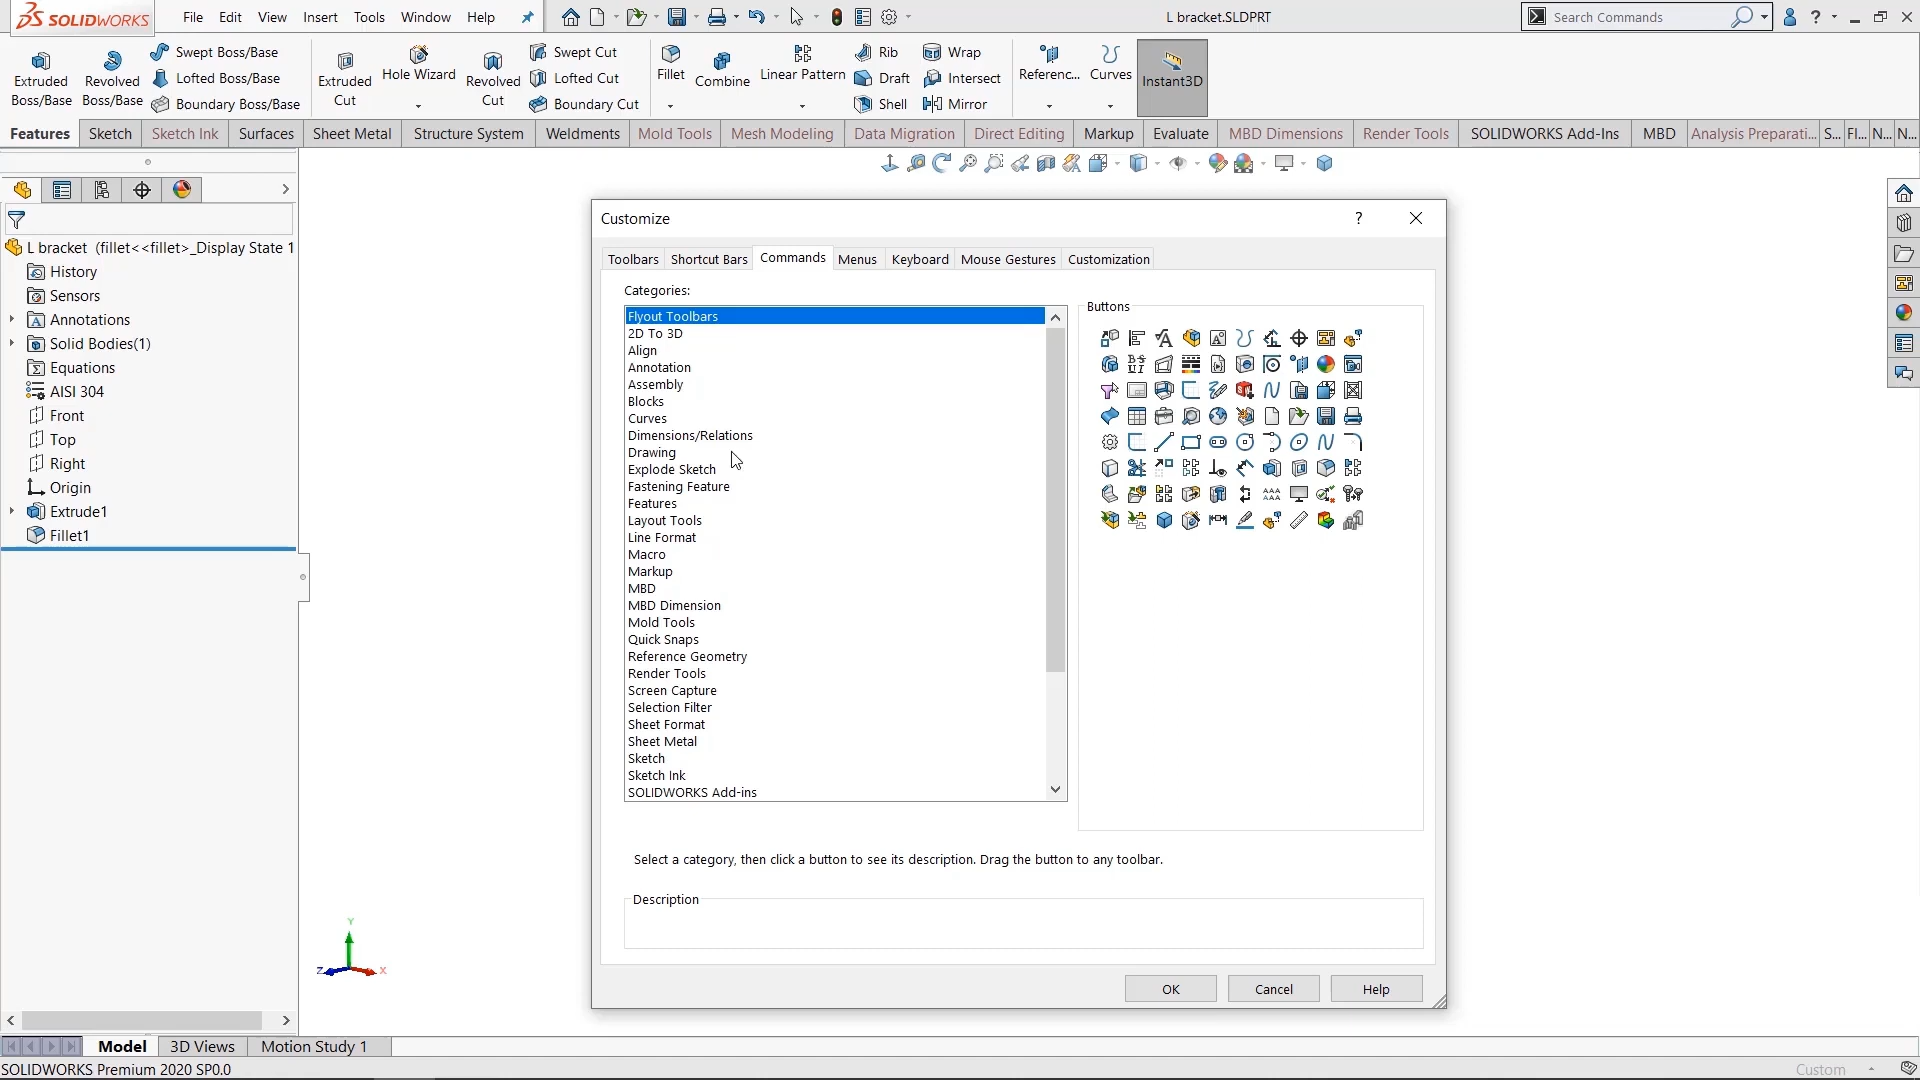 SOLIDWORKS
File Edit View Insert Tools Window Help
L bracket.SLDPRT
Search Commands
Extruded Boss/Base
Revolved Boss/Base
Swept Boss/Base
Lofted Boss/Base
Boundary Boss/Base
Extruded Cut
Hole Wizard
Revolved Cut
Swept Cut
Lofted Cut
Boundary Cut
Fillet
Combine
Linear Pattern
Rib
Draft
Shell
Wrap
Intersect
Mirror
Referenc...
Curves
Instant3D
Features Sketch Sketch Ink Surfaces Sheet Metal Structure System Weldments Mold Tools Mesh Modeling Data Migration Direct Editing Markup Evaluate MBD Dimensions Render Tools SOLIDWORKS Add-Ins MBD Analysis Preparati... S... Fl... N... N...
L bracket (fillet<<fillet>_Display State 1
History
Sensors
Annotations
Solid Bodies(1)
Equations
AISI 304
Front
Top
Right
Origin
Extrude1
Fillet1
Customize
?
Toolbars Shortcut Bars Commands Menus Keyboard Mouse Gestures Customization
Categories:
Flyout Toolbars
2D To 3D
Align
Annotation
Assembly
Blocks
Curves
Dimensions/Relations
Drawing
Explode Sketch
Fastening Feature
Features
Layout Tools
Line Format
Macro
Markup
MBD
MBD Dimension
Mold Tools
Quick Snaps
Reference Geometry
Render Tools
Screen Capture
Selection Filter
Sheet Format
Sheet Metal
Sketch
Sketch Ink
SOLIDWORKS Add-ins
Buttons
Select a category, then click a button to see its description. Drag the button to any toolbar.
Description
OK Cancel Help
Y
Z X
Model 3D Views Motion Study 1
SOLIDWORKS Premium 2020 SP0.0
Custom